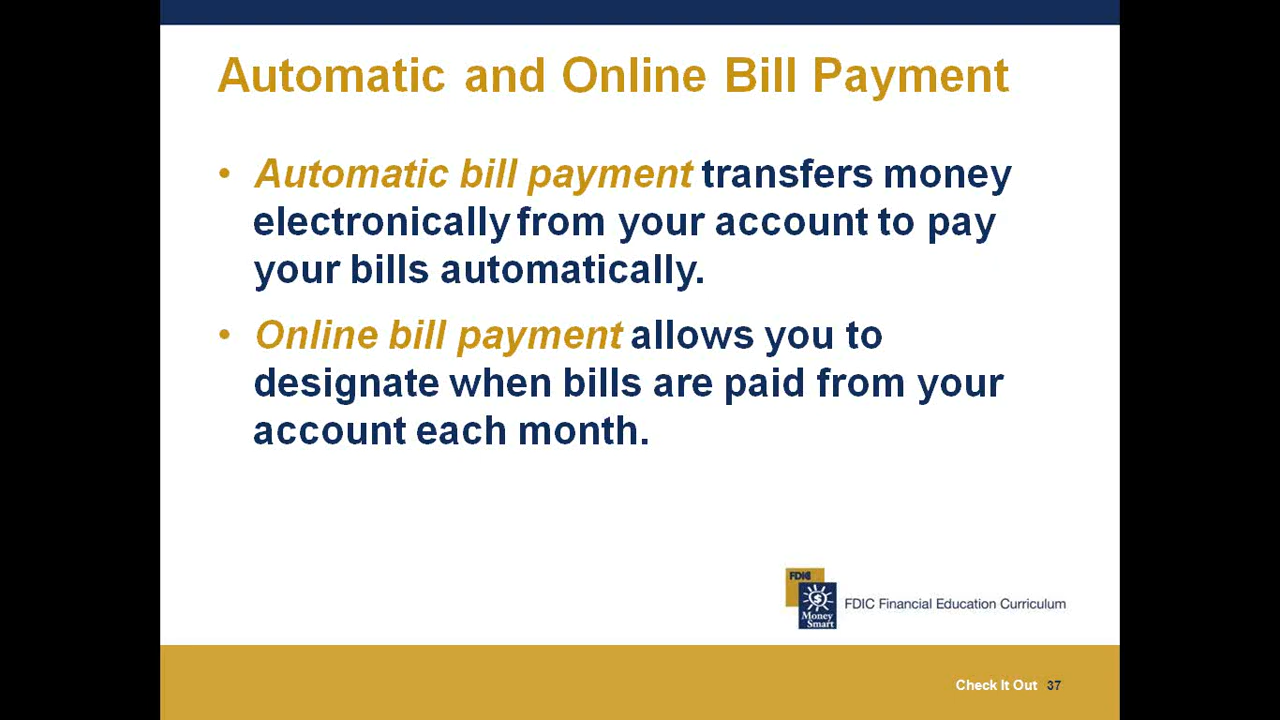 Automatic and Online Bill Payment
• Automatic bill payment transfers money
electronically from your account to pay
your bills automatically.
• Online bill payment allows you to
designate when bills are paid from your
account each month.
FDIC
Money
Smart
FDIC Financial Education Curriculum
Check It Out 37